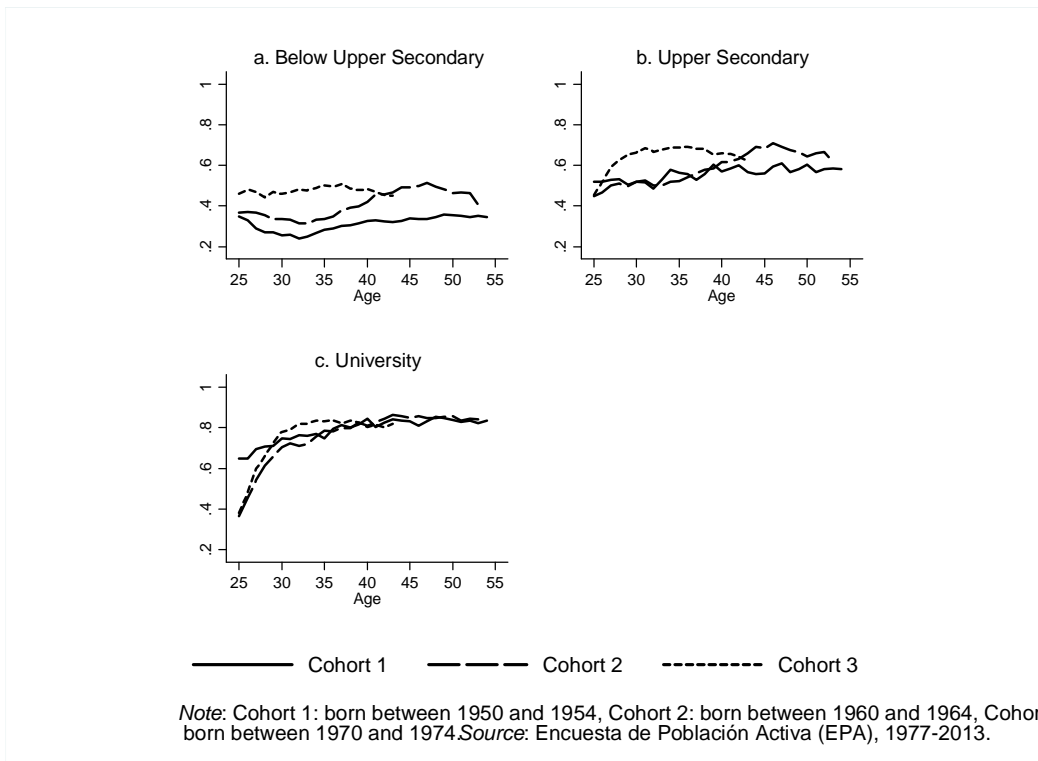 a. Below Upper Secondary
1
.8
.6
.4
.2
25 30 35 40 45 50 55
Age
b. Upper Secondary
1
.8
.6
.4
.2
25 30 35 40 45 50 55
Age
c. University
1
.8
.6
.4
.2
25 30 35 40 45 50 55
Age
Cohort 1 Cohort 2 Cohort 3
Note: Cohort 1: born between 1950 and 1954, Cohort 2: born between 1960 and 1964, Cohor
born between 1970 and 1974.Source: Encuesta de Población Activa (EPA), 1977-2013.